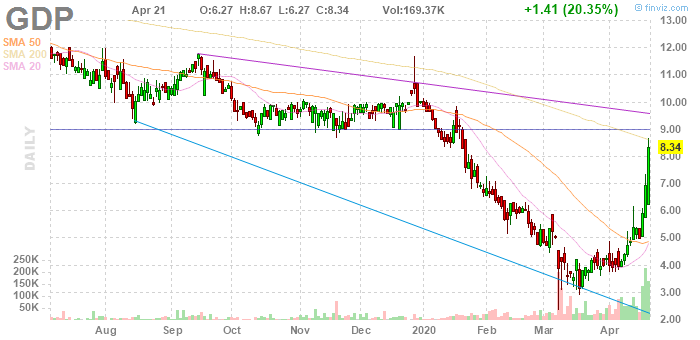 GDP Apr 21 O:6.27 H:8.67 L:6.27 C:8.34 Vol:169.37K +1.41 (20.35%) © finviz.com
SMA 50
SMA 200
SMA 20
DAILY
13.00
12.00
11.00
10.00
9.00
8.34
8.00
7.00
6.00
5.00
4.00
3.00
2.00
250K
200K
150K
100K
50K
Aug Sep Oct Nov Dec 2020 Feb Mar Apr